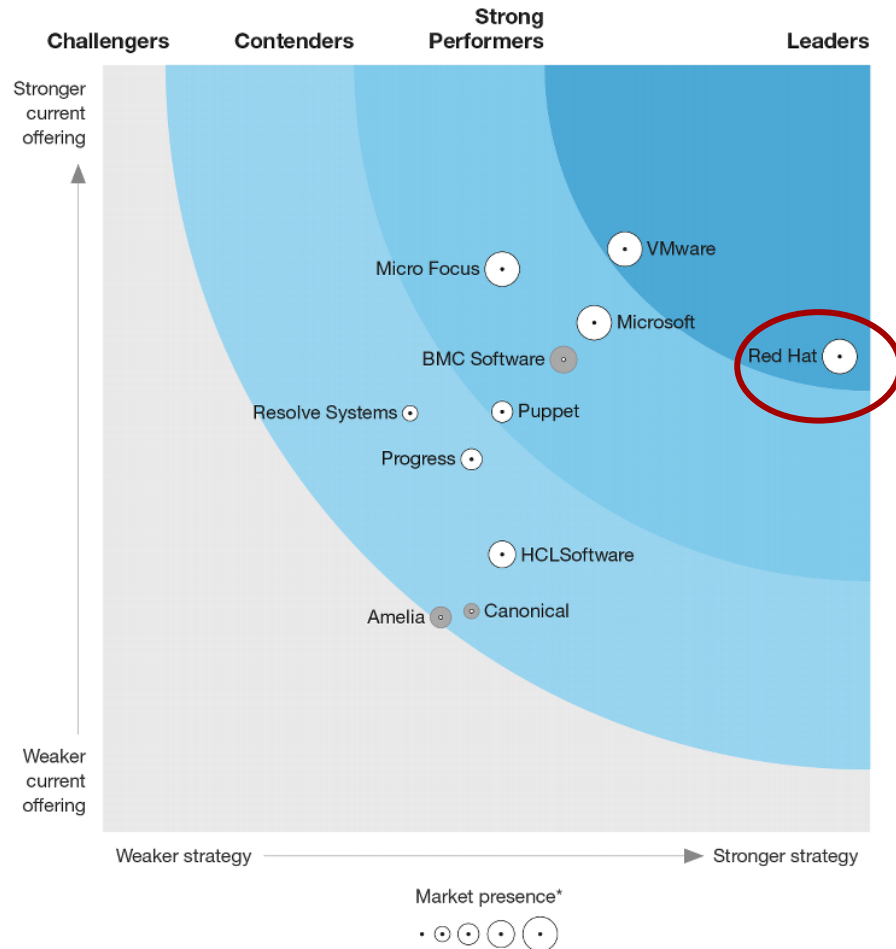 Challengers
Contenders
Strong
Performers
Leaders
Stronger
current
offering
VMware
Micro Focus
Microsoft
BMC Software
Red Hat
Resolve Systems
Puppet
Progress
HCLSoftware
Amelia
Canonical
Weaker
current
offering
Weaker strategy
Stronger strategy
Market presence*